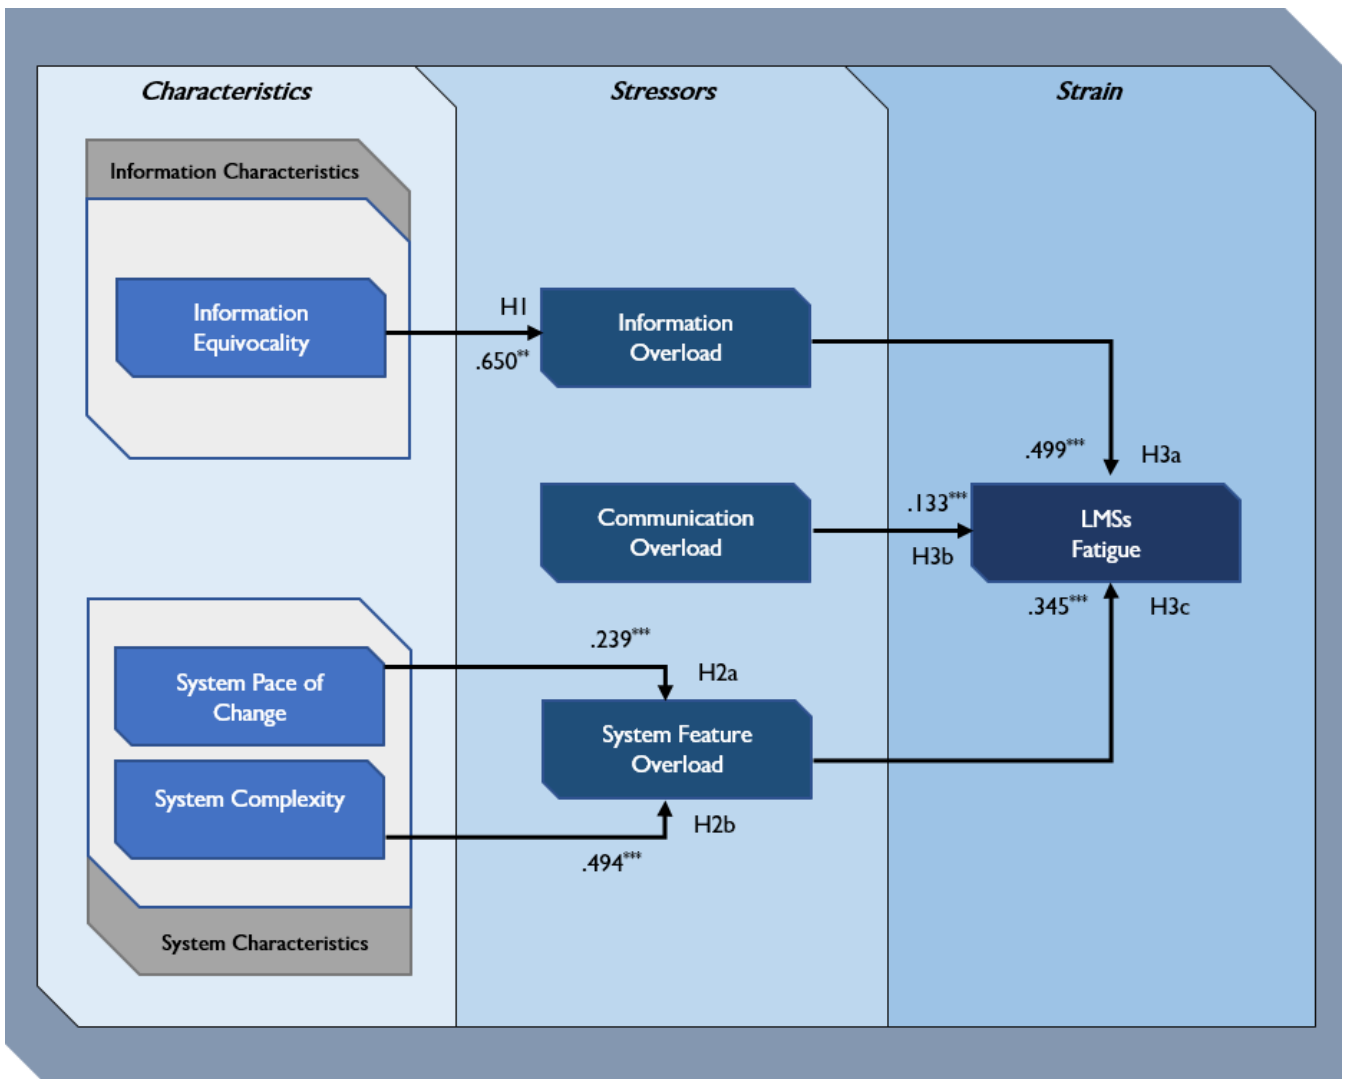 Characteristics
Stressors
Strain
Information Characteristics
Information
Equivocality
H1
.650**
Information
Overload
.499***
H3a
Communication
Overload
.133***
H3b
LMSs
Fatigue
.345***
H3c
System Pace of
Change
.239***
H2a
System Feature
Overload
System Complexity
H2b
.494***
System Characteristics